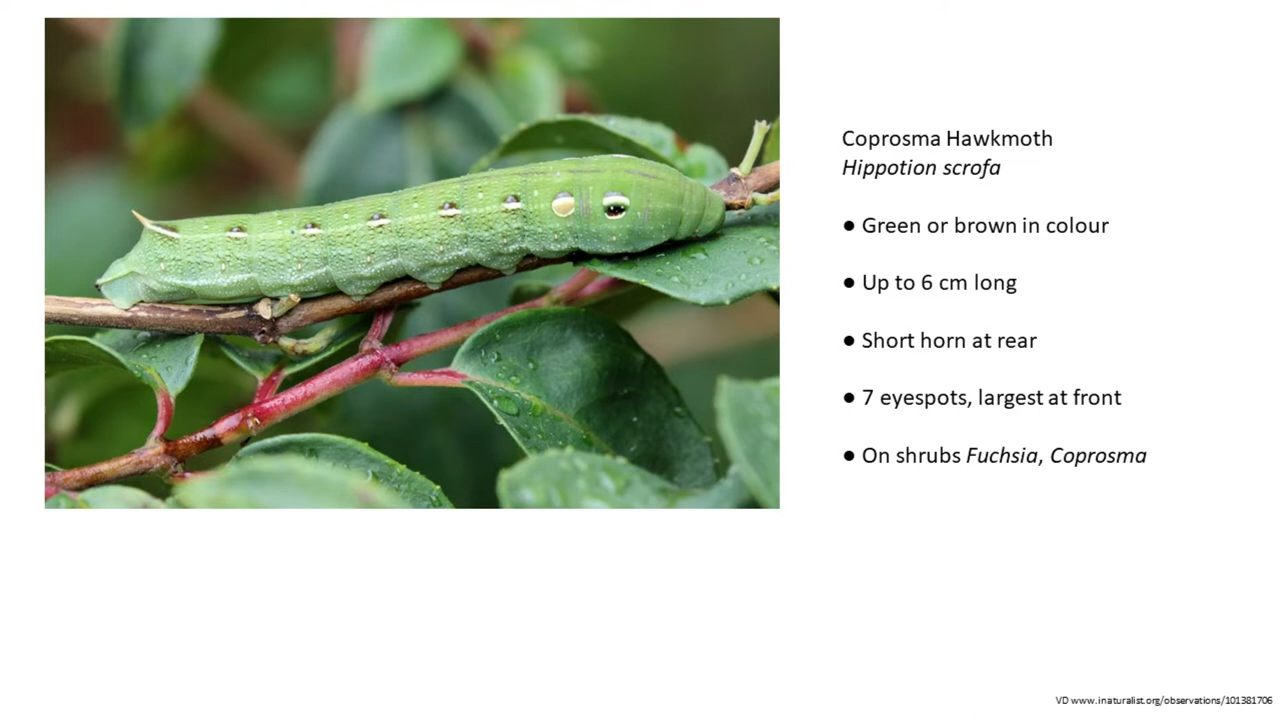 Coprosma Hawkmoth
Hippotion scrofa
● Green or brown in colour
● Up to 6 cm long
● Short horn at rear
● 7 eyespots, largest at front
● On shrubs Fuchsia, Coprosma
VD www.inaturalist.org/observations/101381706